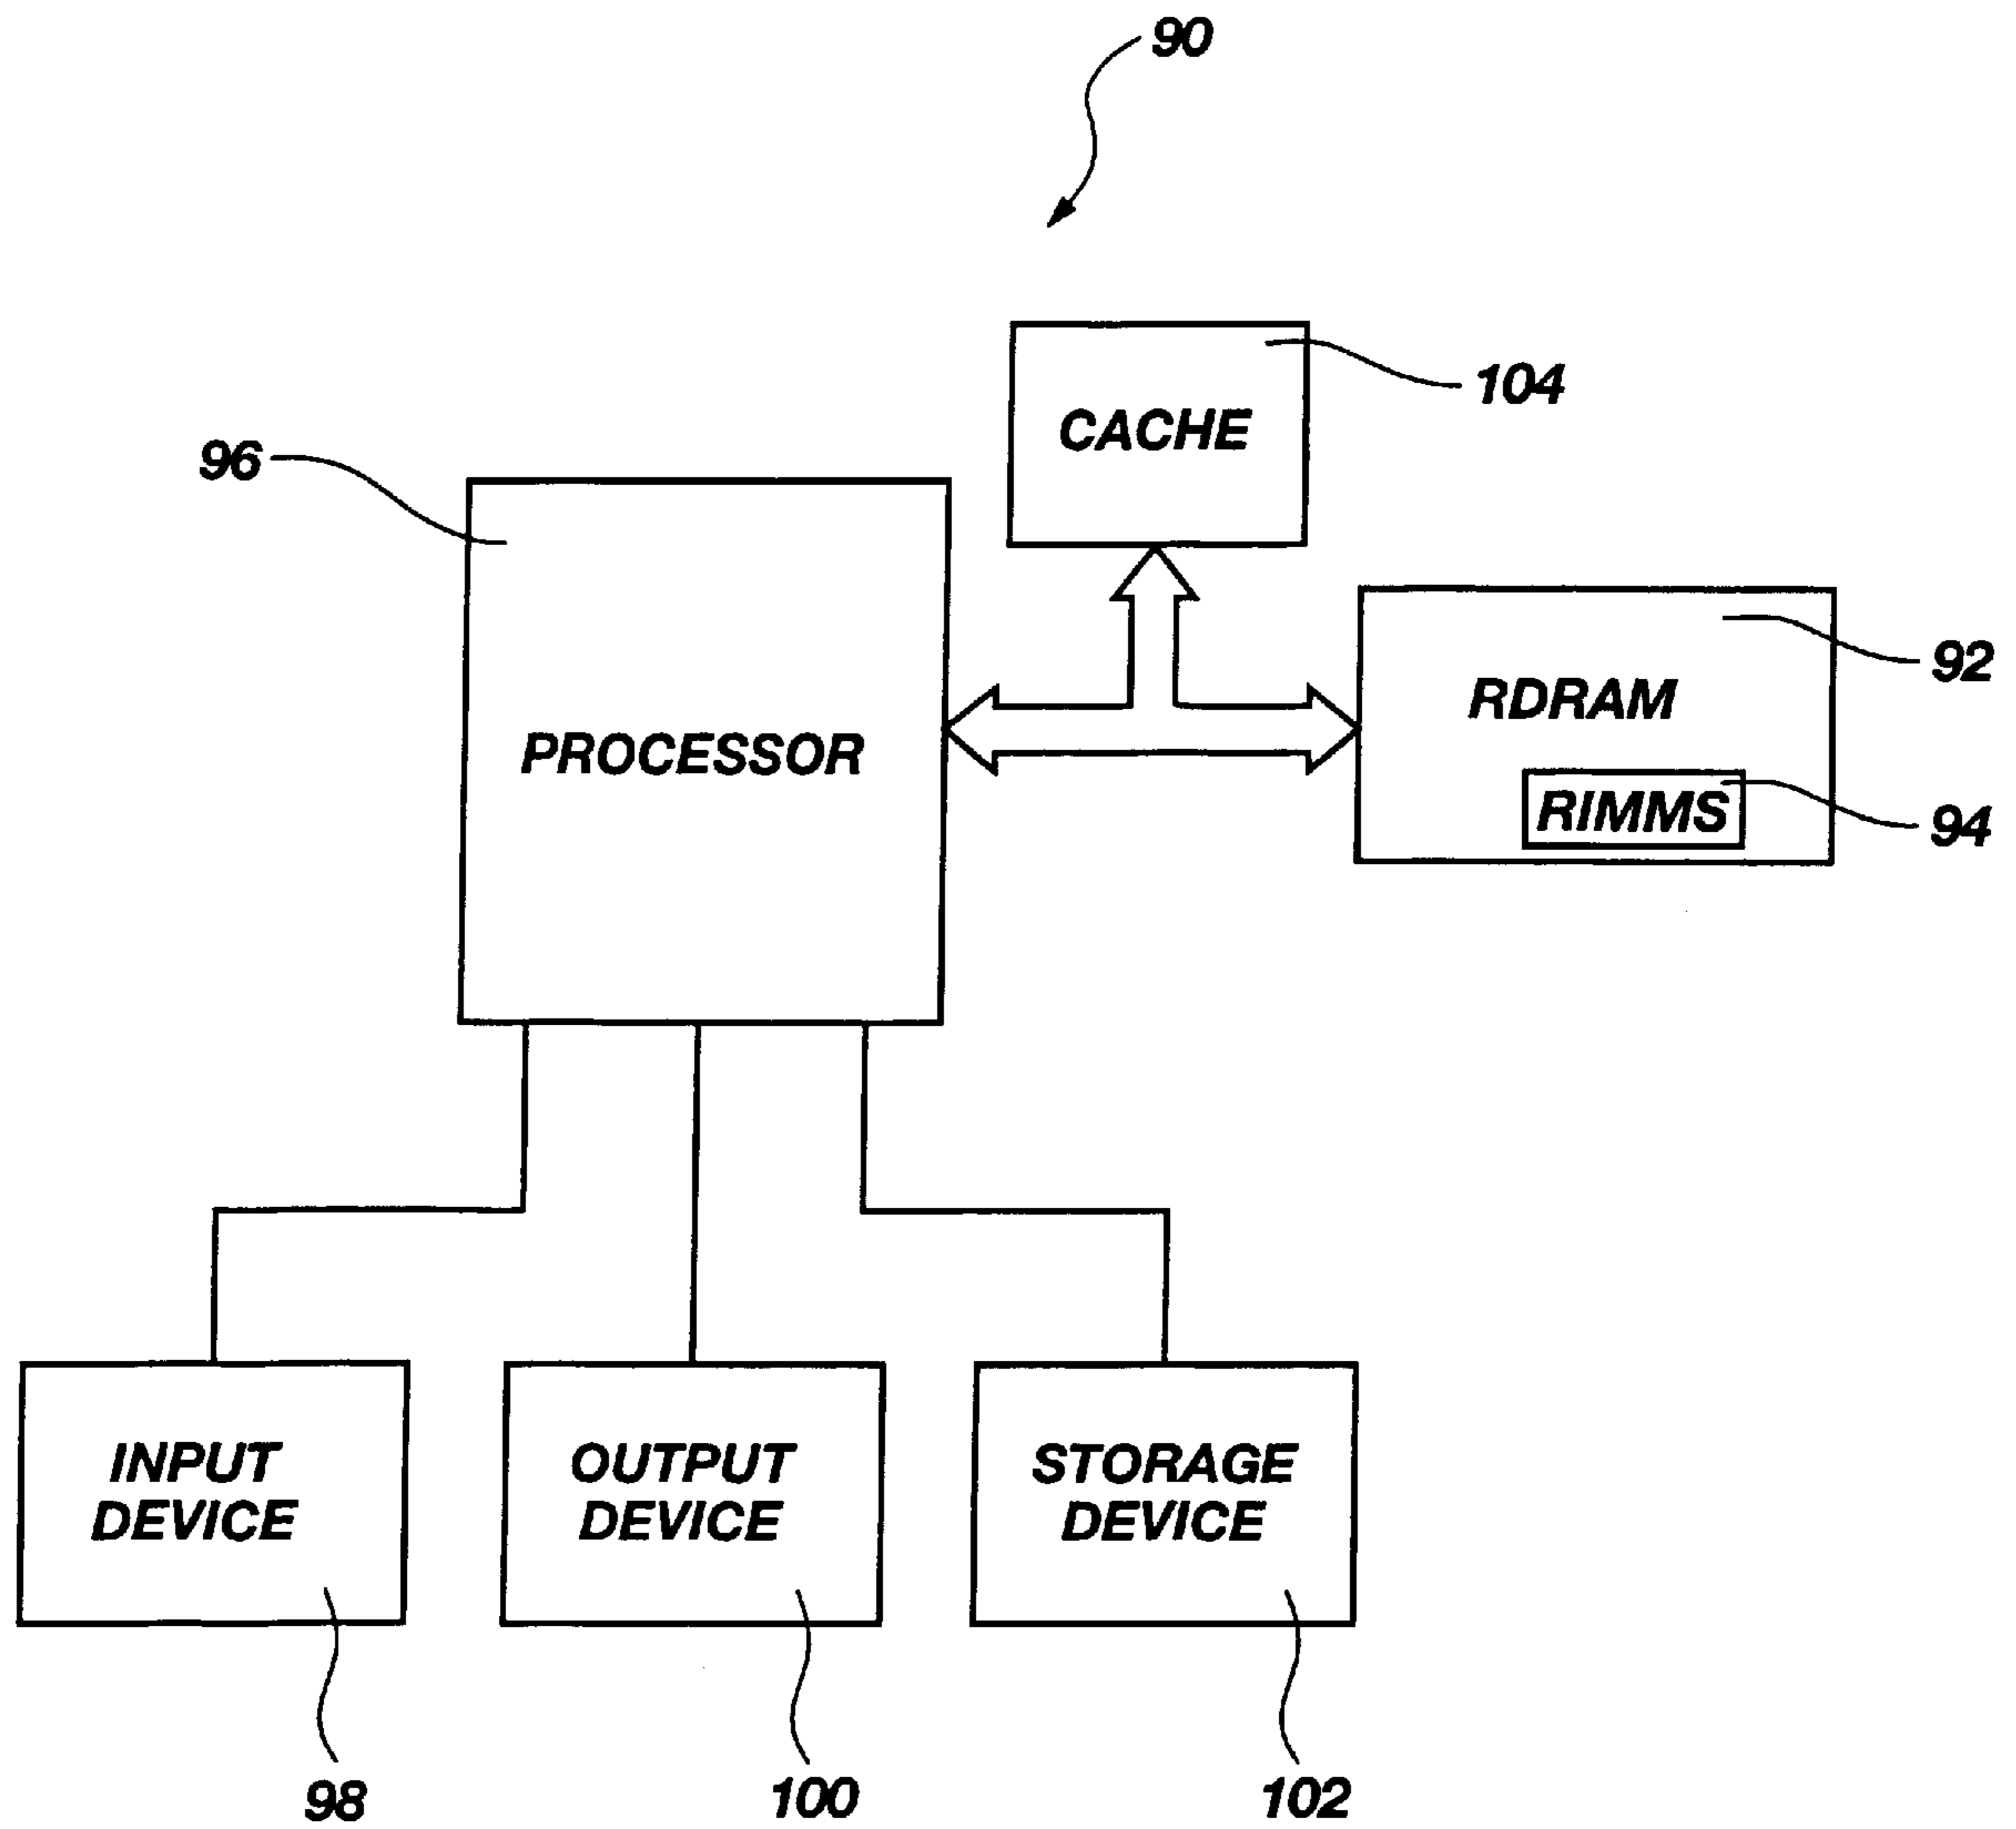 90
CACHE
104
96
PROCESSOR
RDRAM
92
RIMMS
94
INPUT
DEVICE
OUTPUT
DEVICE
STORAGE
DEVICE
98
100
102